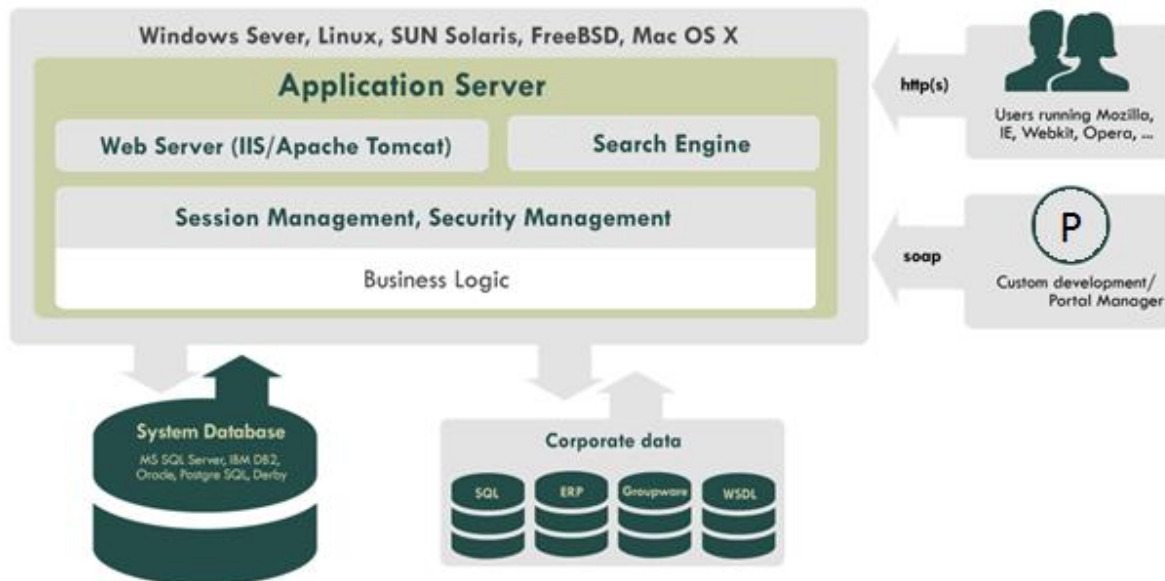 Windows Sever, Linux, SUN Solaris, FreeBSD, Mac OS X
Application Server
Web Server (IIS/Apache Tomcat)
Search Engine
Session Management, Security Management
Business Logic
http(s)
Users running Mozilla,
IE, Webkit, Opera, ...
soap
P
Custom development/
Portal Manager
System Database
MS SQL Server, IBM DB2,
Oracle, Postgre SQL, Derby
Corporate data
SQL
ERP
Groupware
WSDL